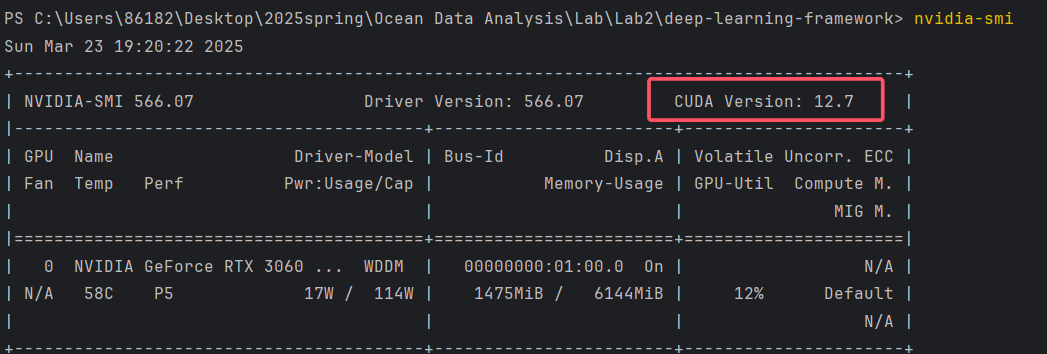 PS C:\Users\86182\Desktop\2025spring\Ocean Data Analysis\Lab\Lab2\deep-learning-framework> nvidia-smi
Sun Mar 23 19:20:22 2025
+-----------------------------------------------------------------------------------------+
| NVIDIA-SMI 566.07                 Driver Version: 566.07         CUDA Version: 12.7     |
|-----------------------------------------+------------------------+----------------------+
| GPU  Name                  Driver-Model | Bus-Id          Disp.A | Volatile Uncorr. ECC |
| Fan  Temp   Perf          Pwr:Usage/Cap |           Memory-Usage | GPU-Util  Compute M. |
|                                         |                        |               MIG M. |
|=========================================+========================+======================|
|   0  NVIDIA GeForce RTX 3060 ...  WDDM  |   00000000:01:00.0  On |                  N/A |
| N/A   58C    P5             17W /  114W |    1475MiB /   6144MiB |     12%      Default |
|                                         |                        |                  N/A |
+-----------------------------------------+------------------------+----------------------+